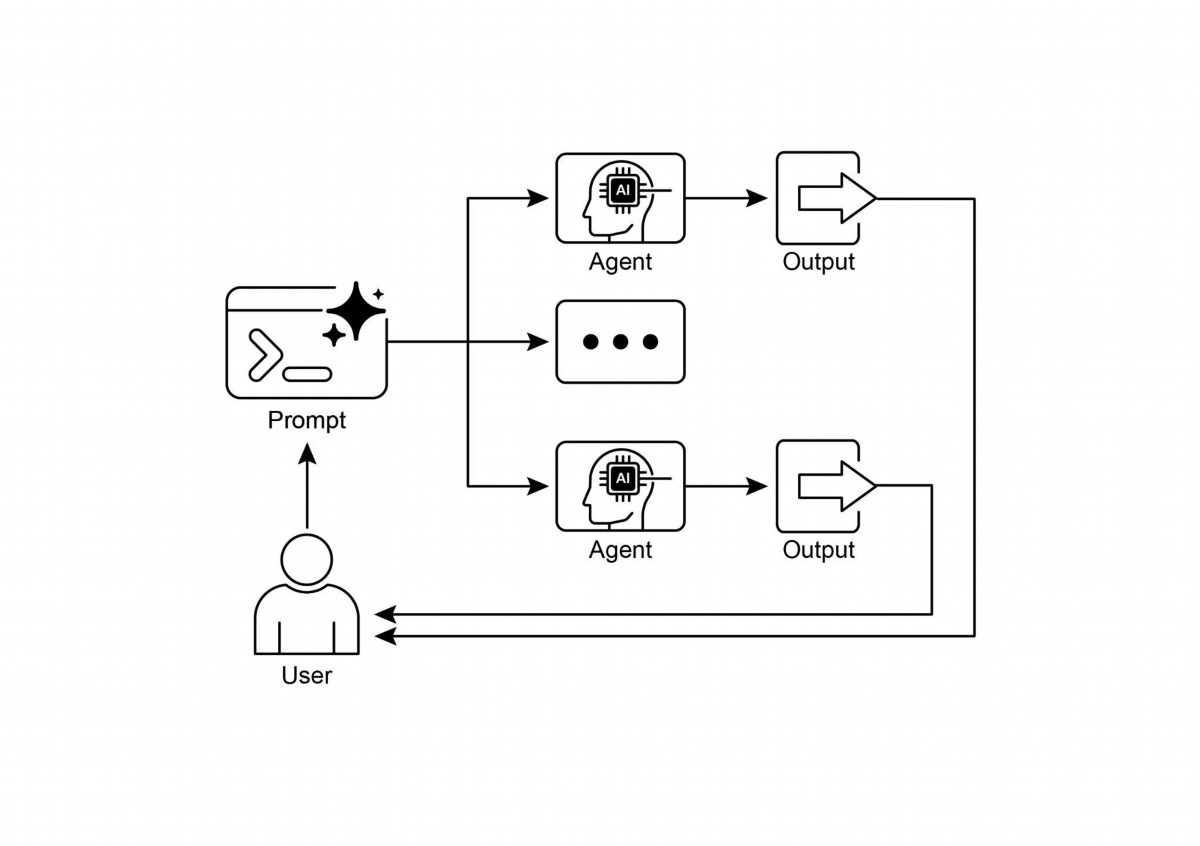 AI
Agent
Output
Prompt
AI
Agent
Output
User